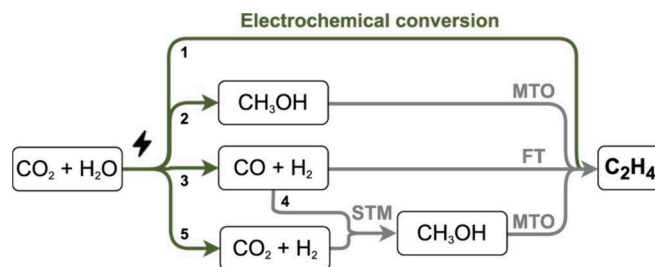 Electrochemical conversion
1
MTO
CH₃OH
2
CO₂ + H₂O
CO + H₂
FT
C₂H₄
3
4
STM
5
CO₂ + H₂
CH₃OH
MTO